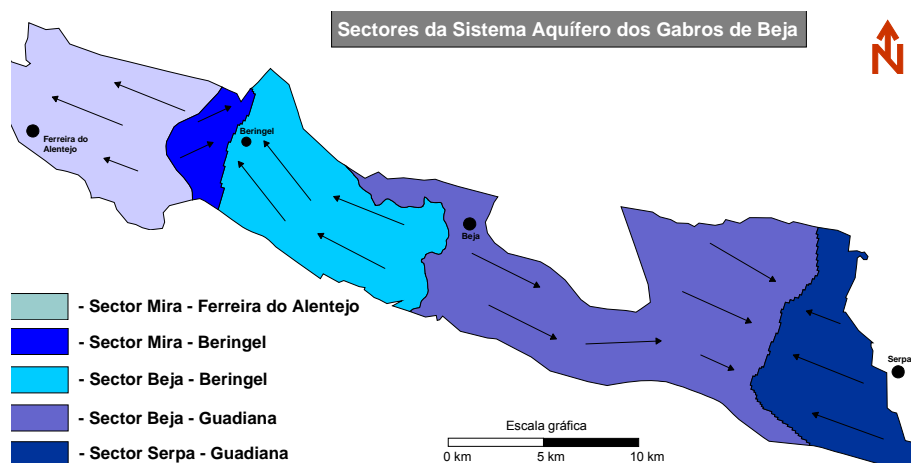 Sectores da Sistema Aquífero dos Gabros de Beja
N
Ferreira do
Alentejo
Beringel
Beja
Serpa
- Sector Mira - Ferreira do Alentejo
- Sector Mira - Beringel
- Sector Beja - Beringel
- Sector Beja - Guadiana
- Sector Serpa - Guadiana
Escala gráfica
0 km 5 km 10 km